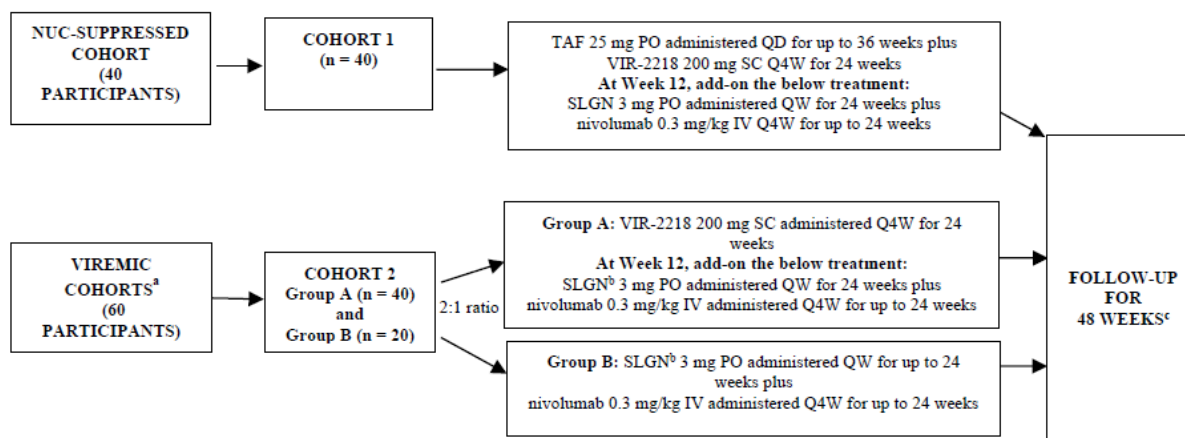 NUC-SUPPRESSED
COHORT
(40
PARTICIPANTS)
COHORT 1
(n = 40)
TAF 25 mg PO administered QD for up to 36 weeks plus
VIR-2218 200 mg SC Q4W for 24 weeks
At Week 12, add-on the below treatment:
SLGN 3 mg PO administered QW for 24 weeks plus
nivolumab 0.3 mg/kg IV Q4W for up to 24 weeks
VIREMIC
COHORTSᵃ
(60
PARTICIPANTS)
COHORT 2
Group A (n = 40)
and
Group B (n = 20)
2:1 ratio
Group A: VIR-2218 200 mg SC administered Q4W for 24
weeks
At Week 12, add-on the below treatment:
SLGNᵇ 3 mg PO administered QW for 24 weeks plus
nivolumab 0.3 mg/kg IV administered Q4W for up to 24 weeks
Group B: SLGNᵇ 3 mg PO administered QW for up to 24
weeks plus
nivolumab 0.3 mg/kg IV administered Q4W for up to 24 weeks
FOLLOW-UP
FOR
48 WEEKSᶜ